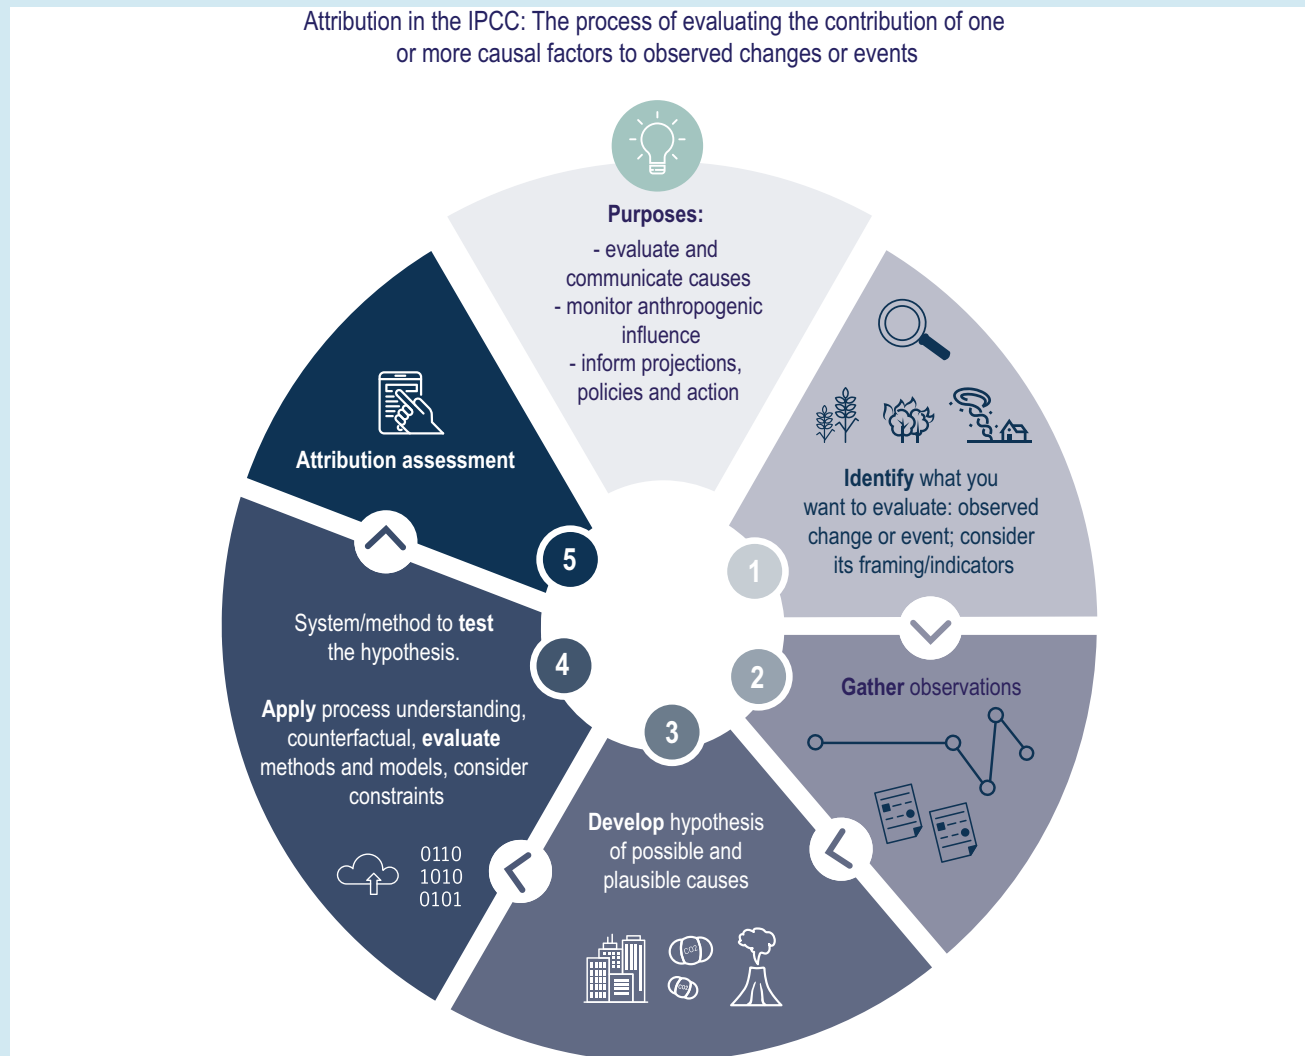 Attribution in the IPCC: The process of evaluating the contribution of one
or more causal factors to observed changes or events
Purposes:
- evaluate and
communicate causes
- monitor anthropogenic
influence
- inform projections,
policies and action
Identify what you
want to evaluate: observed
change or event; consider
its framing/indicators
1
2
Gather observations
3
Develop hypothesis
of possible and
plausible causes
CO2
CO2
4
System/method to test
the hypothesis.
Apply process understanding,
counterfactual, evaluate
methods and models, consider
constraints
0110
1010
0101
5
Attribution assessment